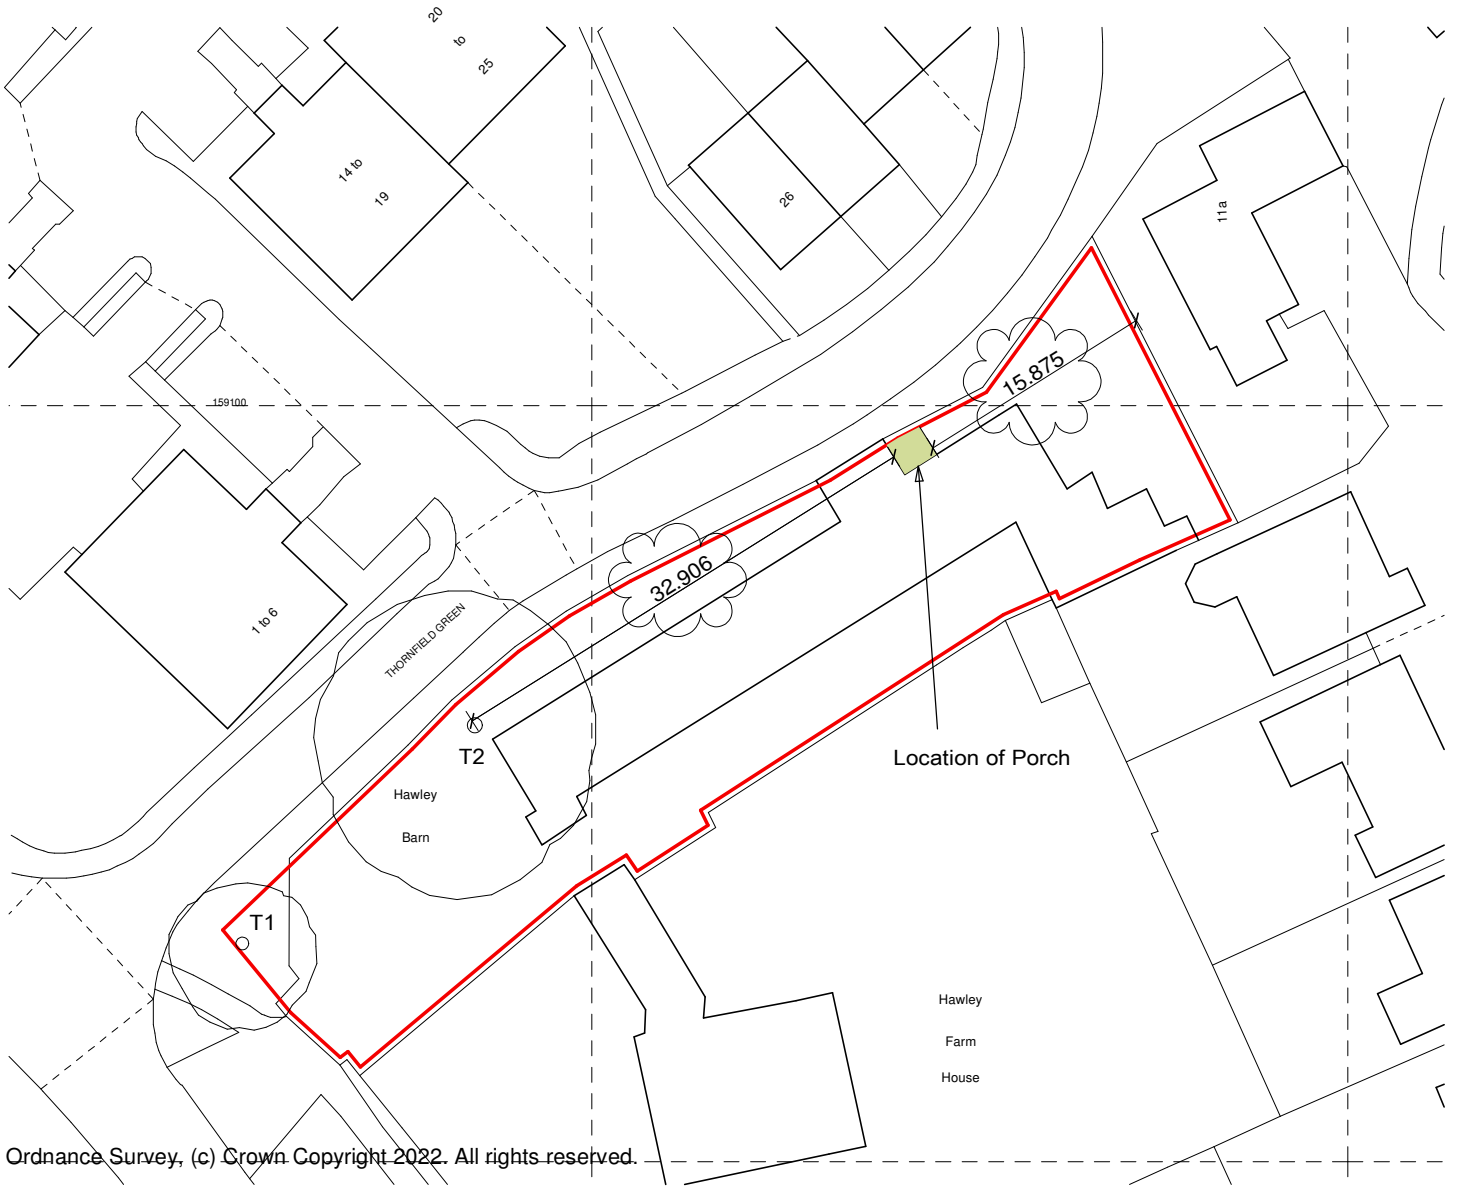 20
to
25
14 to
19
26
11a
159100
15.875
32.906
1 to 6
THORNFIELD GREEN
T2
Location of Porch
Hawley
Barn
T1
Hawley
Farm
House
Ordnance Survey, (c) Crown Copyright 2022. All rights reserved.